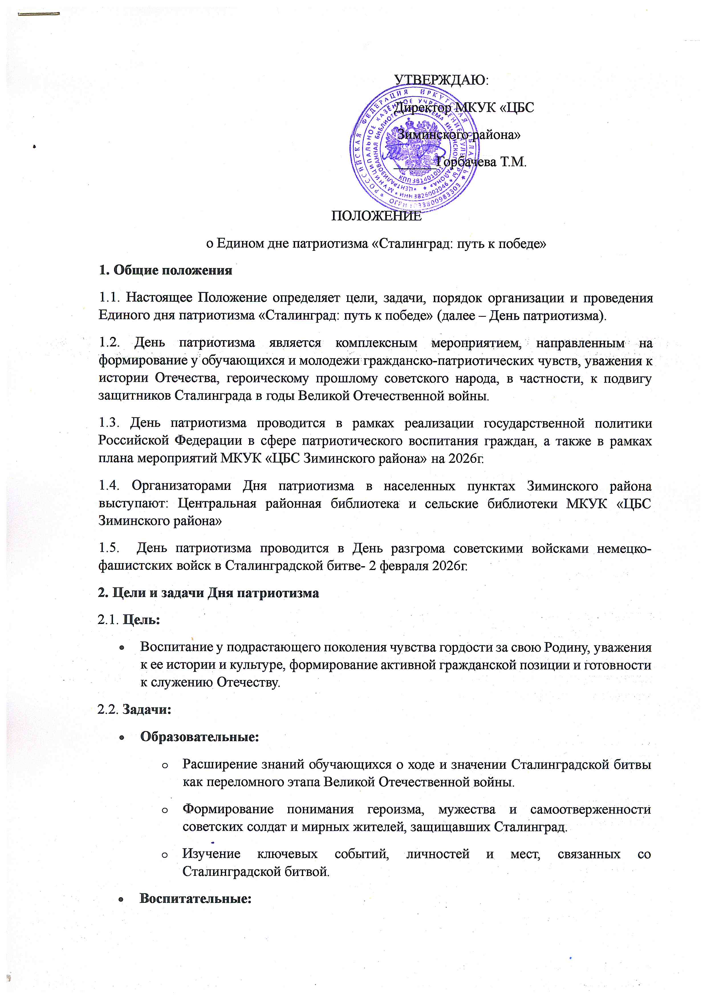 УТВЕРЖДАЮ:
Директор МКУК «ЦБС
Зиминского района»
______Горбачева Т.М.
РОССИЙСКАЯ ФЕДЕРАЦИЯ ИРКУТСКАЯ ОБЛАСТЬ
МУНИЦИПАЛЬНОЕ КАЗЁННОЕ УЧРЕЖДЕНИЕ КУЛЬТУРЫ
«ЦЕНТРАЛИЗОВАННАЯ БИБЛИОТЕЧНАЯ СИСТЕМА ЗИМИНСКОГО РАЙОНА»
КПП 381401001
ИНН 3826002046
ОГРН
ПОЛОЖЕНИЕ
о Едином дне патриотизма «Сталинград: путь к победе»
1. Общие положения
1.1. Настоящее Положение определяет цели, задачи, порядок организации и проведения
Единого дня патриотизма «Сталинград: путь к победе» (далее – День патриотизма).
1.2. День патриотизма является комплексным мероприятием, направленным на
формирование у обучающихся и молодежи гражданско-патриотических чувств, уважения к
истории Отечества, героическому прошлому советского народа, в частности, к подвигу
защитников Сталинграда в годы Великой Отечественной войны.
1.3. День патриотизма проводится в рамках реализации государственной политики
Российской Федерации в сфере патриотического воспитания граждан, а также в рамках
плана мероприятий МКУК «ЦБС Зиминского района» на 2026г.
1.4. Организаторами Дня патриотизма в населенных пунктах Зиминского района
выступают: Центральная районная библиотека и сельские библиотеки МКУК «ЦБС
Зиминского района»
1.5. День патриотизма проводится в День разгрома советскими войсками немецко-
фашистских войск в Сталинградской битве- 2 февраля 2026г.
2. Цели и задачи Дня патриотизма
2.1. Цель:
• Воспитание у подрастающего поколения чувства гордости за свою Родину, уважения
к ее истории и культуре, формирование активной гражданской позиции и готовности
к служению Отечеству.
2.2. Задачи:
• Образовательные:
o Расширение знаний обучающихся о ходе и значении Сталинградской битвы
как переломного этапа Великой Отечественной войны.
o Формирование понимания героизма, мужества и самоотверженности
советских солдат и мирных жителей, защищавших Сталинград.
o Изучение ключевых событий, личностей и мест, связанных со
Сталинградской битвой.
• Воспитательные: